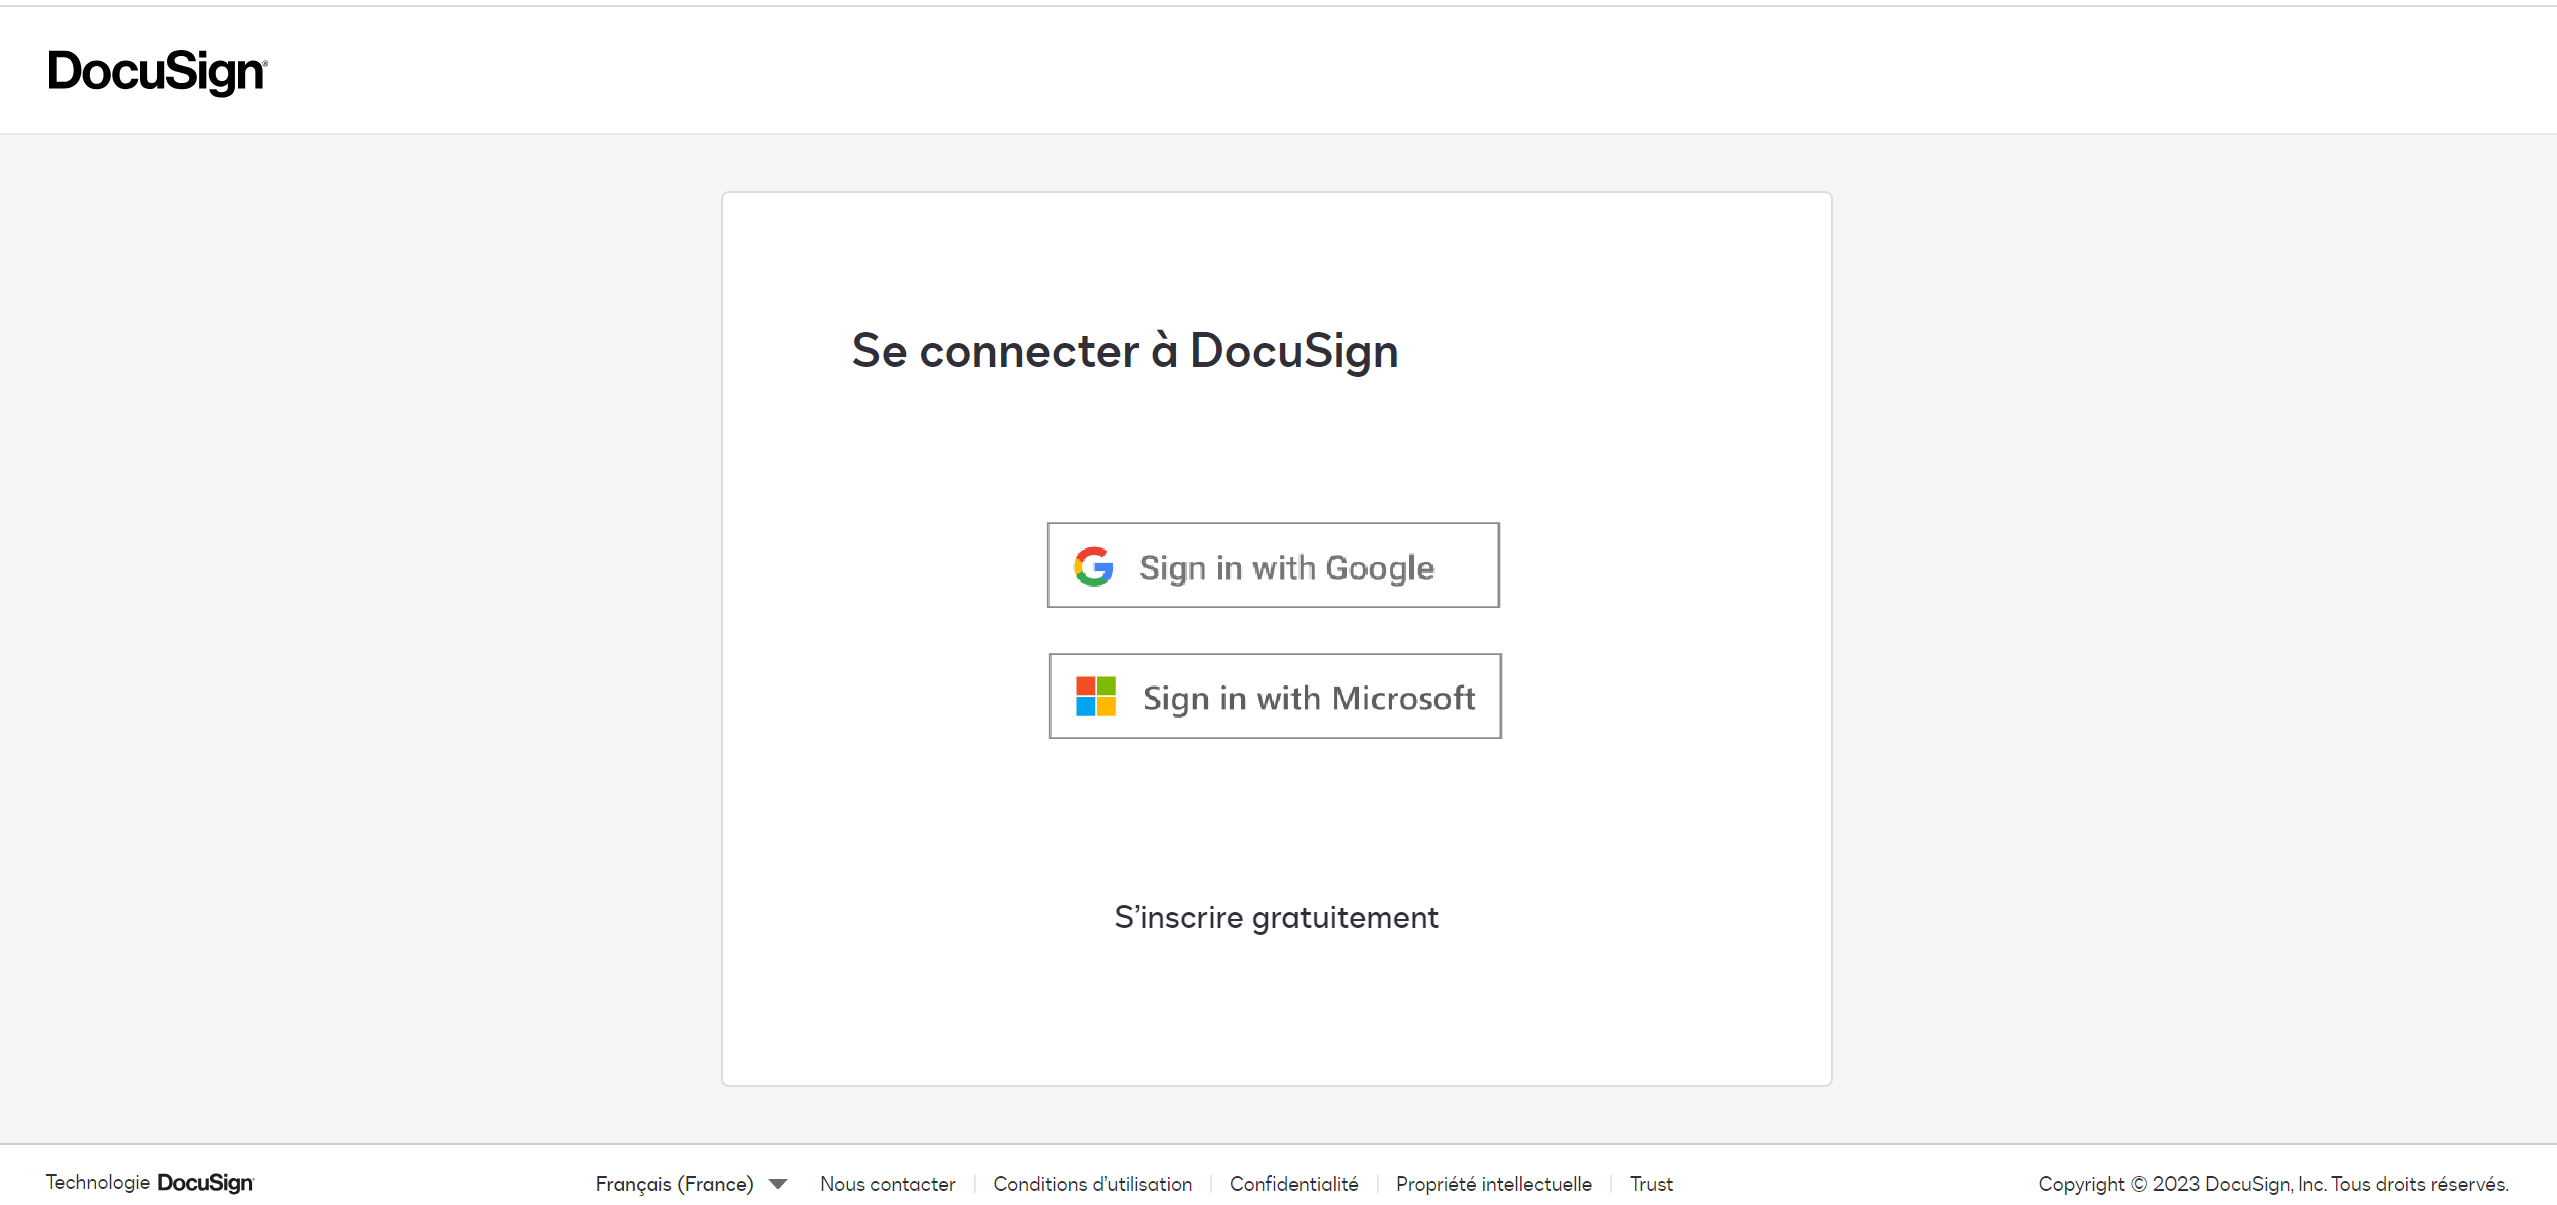 DocuSign®
Se connecter à DocuSign
Sign in with Google
Sign in with Microsoft
S’inscrire gratuitement
Technologie DocuSign
Français (France) Nous contacter | Conditions d’utilisation | Confidentialité | Propriété intellectuelle | Trust
Copyright © 2023 DocuSign, Inc. Tous droits réservés.